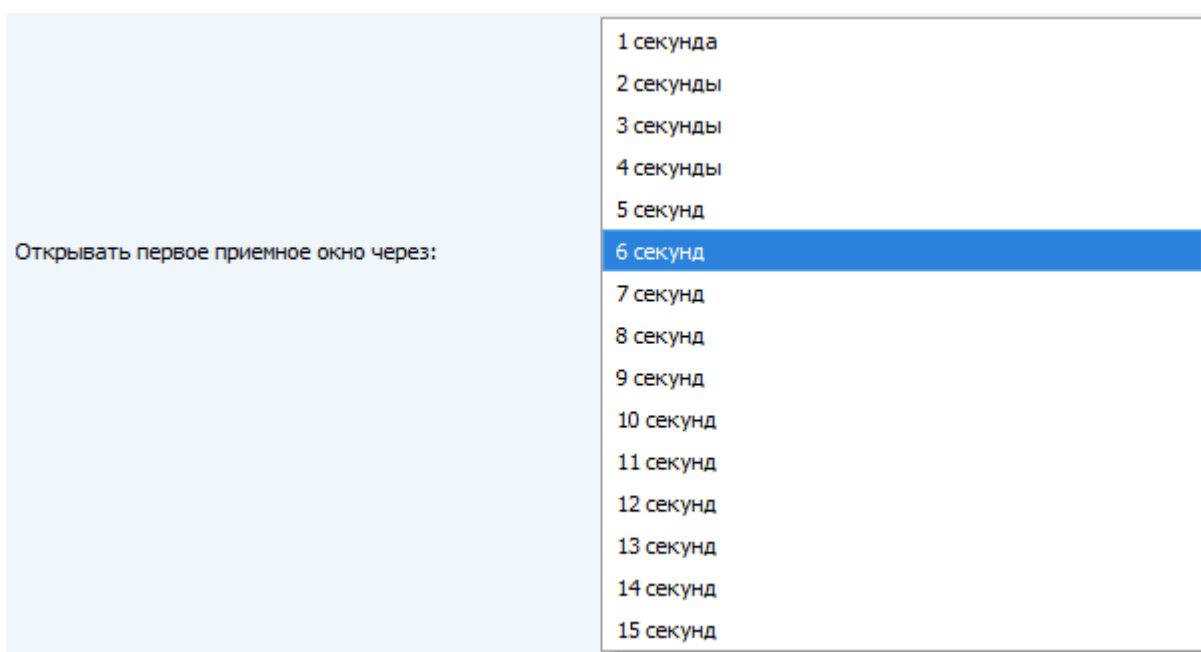 1 секунда
2 секунды
3 секунды
4 секунды
5 секунд
Открывать первое приемное окно через:
6 секунд
7 секунд
8 секунд
9 секунд
10 секунд
11 секунд
12 секунд
13 секунд
14 секунд
15 секунд